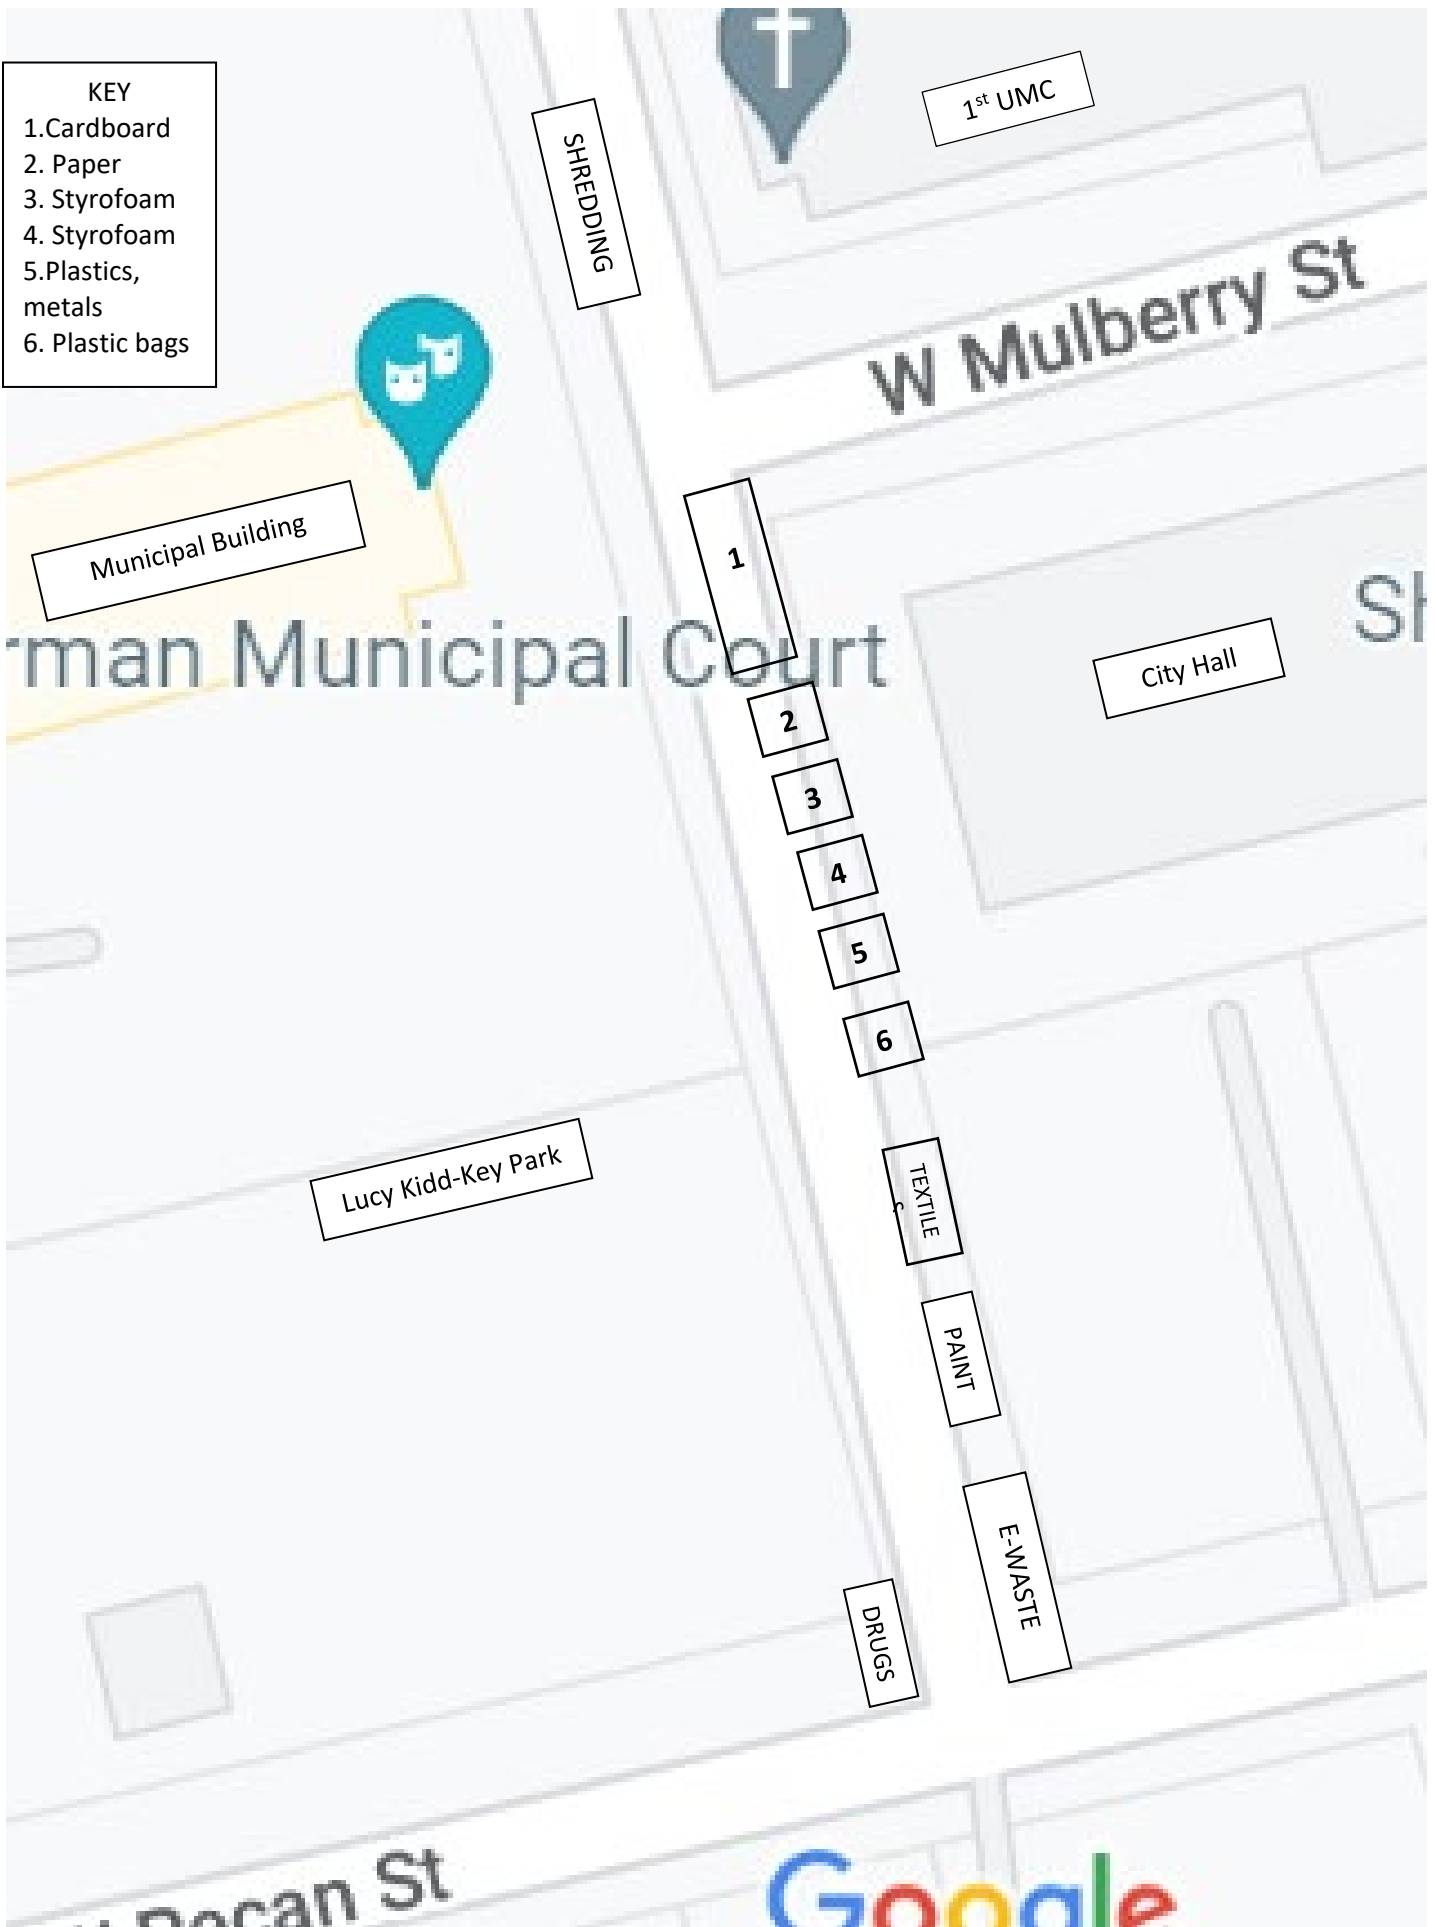 KEY
1.Cardboard
2. Paper
3. Styrofoam
4. Styrofoam
5.Plastics,
metals
6. Plastic bags
SHREDDING
1st UMC
W Mulberry St
Municipal Building
rman Municipal Court
1
City Hall
2
3
4
5
6
Lucy Kidd-Key Park
TEXTILE
S
PAINT
E-WASTE
DRUGS
Pecan St
Google